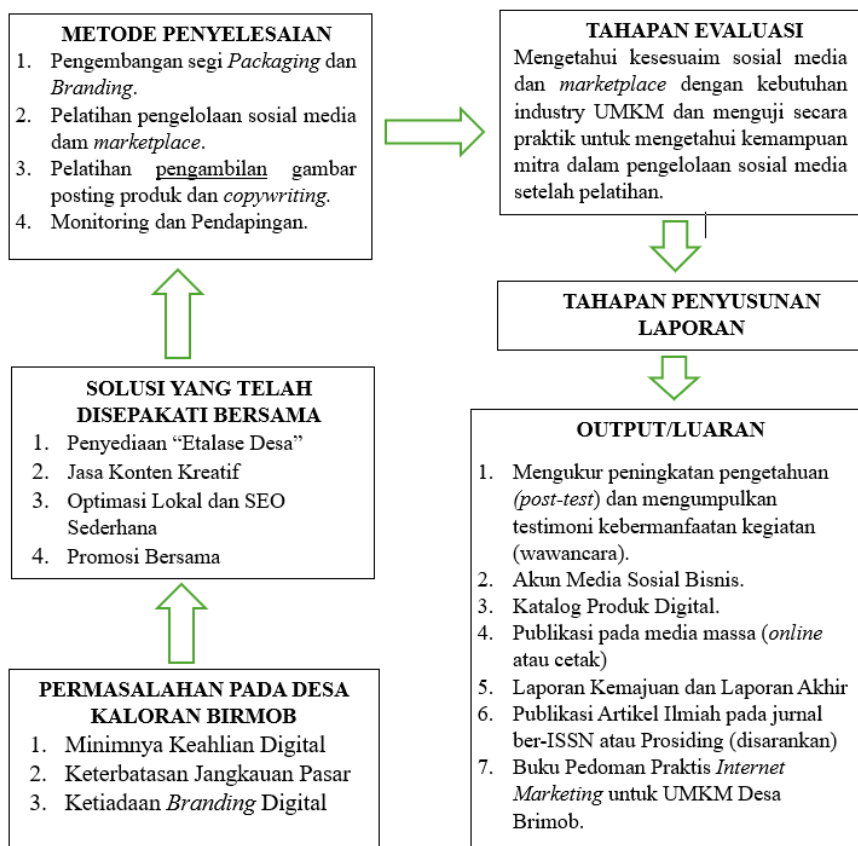 METODE PENYELESAIAN
1. Pengembangan segi Packaging dan
Branding.
2. Pelatihan pengelolaan sosial media
dam marketplace.
3. Pelatihan pengambilan gambar
posting produk dan copywriting.
4. Monitoring dan Pendapingan.
TAHAPAN EVALUASI
Mengetahui kesesuaim sosial media
dan marketplace dengan kebutuhan
industry UMKM dan menguji secara
praktik untuk mengetahui kemampuan
mitra dalam pengelolaan sosial media
setelah pelatihan.
TAHAPAN PENYUSUNAN
LAPORAN
SOLUSI YANG TELAH
DISEPAKATI BERSAMA
1. Penyediaan “Etalase Desa”
2. Jasa Konten Kreatif
3. Optimasi Lokal dan SEO
Sederhana
4. Promosi Bersama
OUTPUT/LUARAN
1. Mengukur peningkatan pengetahuan
(post-test) dan mengumpulkan
testimoni kebermanfaatan kegiatan
(wawancara).
2. Akun Media Sosial Bisnis.
3. Katalog Produk Digital.
4. Publikasi pada media massa (online
atau cetak)
5. Laporan Kemajuan dan Laporan Akhir
6. Publikasi Artikel Ilmiah pada jurnal
ber-ISSN atau Prosiding (disarankan)
7. Buku Pedoman Praktis Internet
Marketing untuk UMKM Desa
Brimob.
PERMASALAHAN PADA DESA
KALORAN BIRMOB
1. Minimnya Keahlian Digital
2. Keterbatasan Jangkauan Pasar
3. Ketiadaan Branding Digital